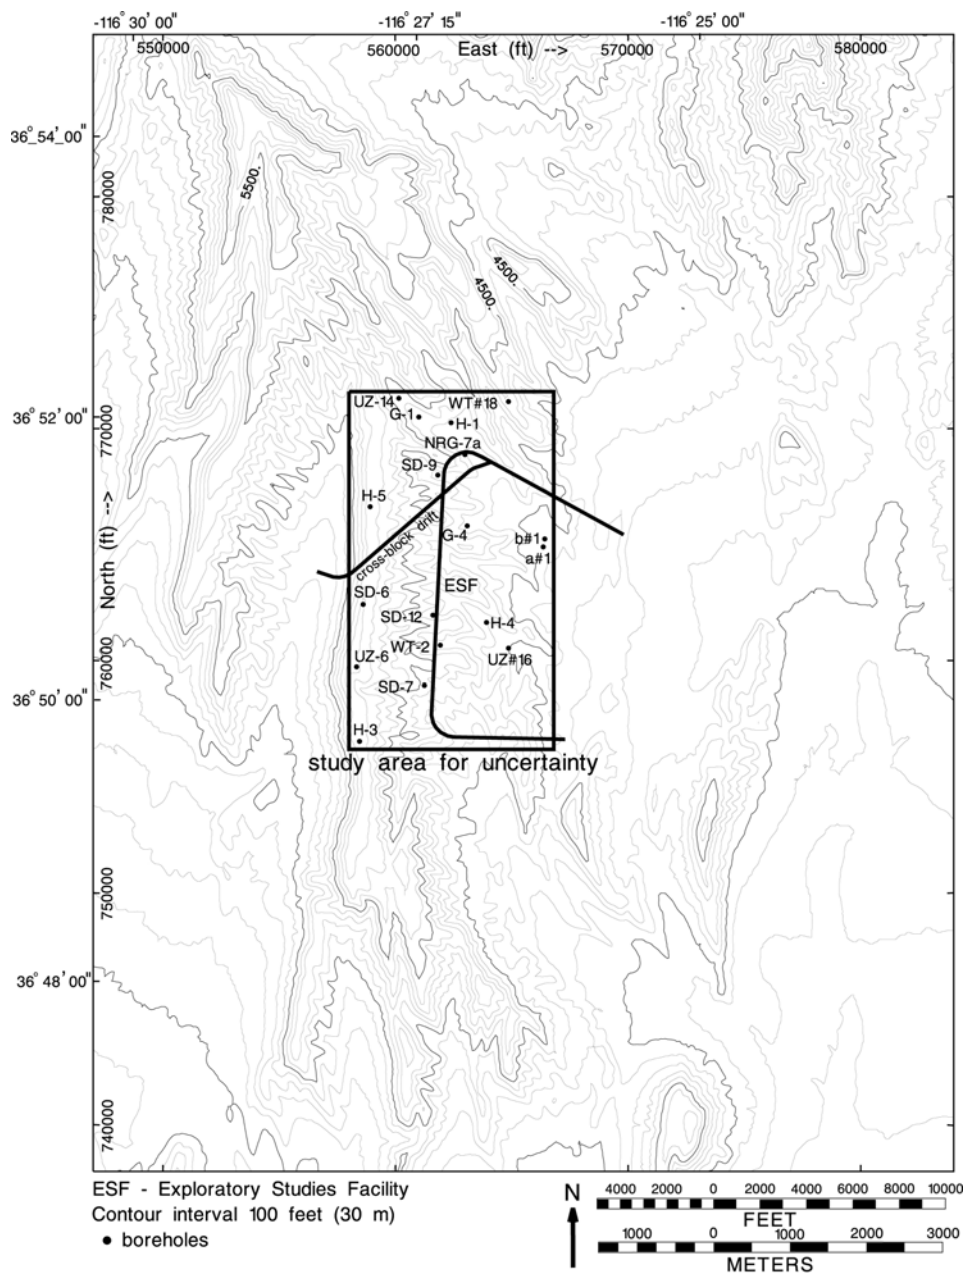 -116° 30' 00"
-116° 27' 15"
-116° 25' 00"
550000
560000
570000
580000
East (ft) -->
36_54' 00"
780000
5500.
4500.
4500.
36° 52' 00"
770000
UZ-14
WT#18
G-1
H-1
NRG-7a
SD-9
H-5
cross-block drift
G-4
b#1
a#1
North (ft) -->
ESF
SD-6
SD-12
H-4
WT-2
UZ-6
UZ#16
760000
SD-7
36° 50' 00"
H-3
study area for uncertainty
750000
36° 48' 00"
740000
ESF - Exploratory Studies Facility
Contour interval 100 feet (30 m)
● boreholes
N
4000 2000 0 2000 4000 6000 8000 10000
FEET
1000 0 1000 2000 3000
METERS